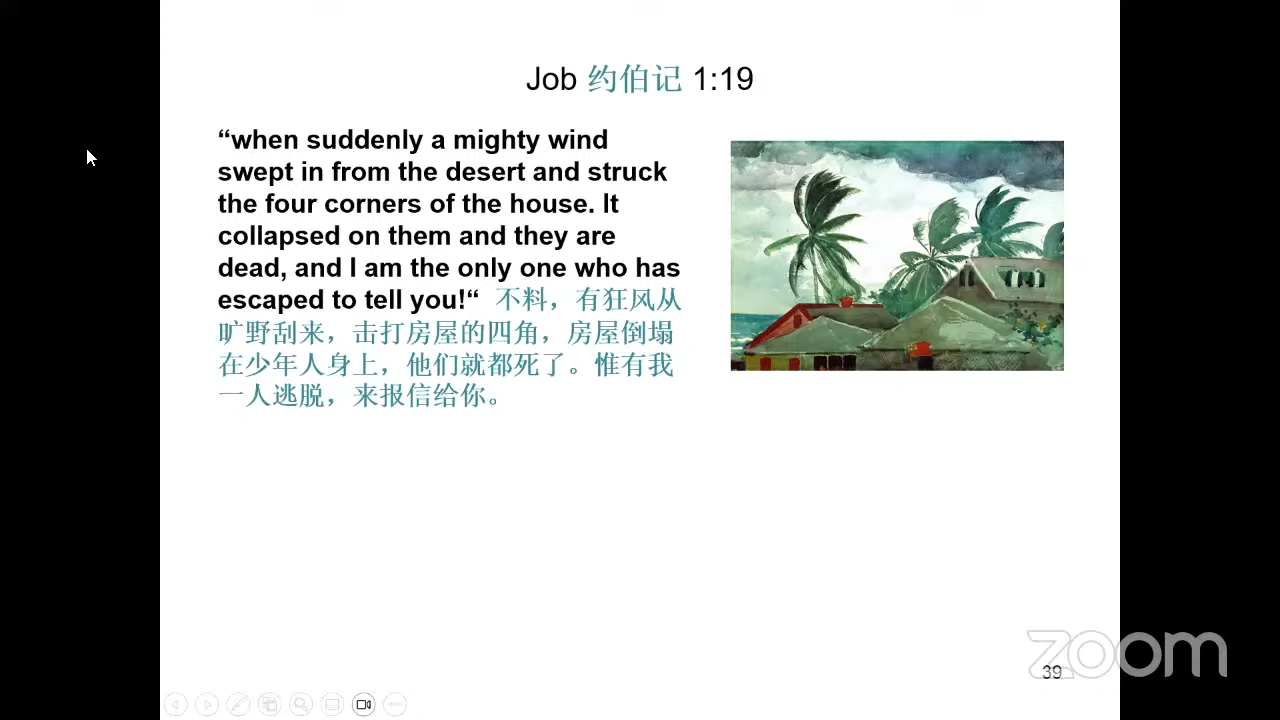 Job 约伯记 1:19
“when suddenly a mighty wind
swept in from the desert and struck
the four corners of the house. It
collapsed on them and they are
dead, and I am the only one who has
escaped to tell you!“ 不料，有狂风从
旷野刮来，击打房屋的四角，房屋倒塌
在少年人身上，他们就都死了。惟有我
一人逃脱，来报信给你。
39
zoom